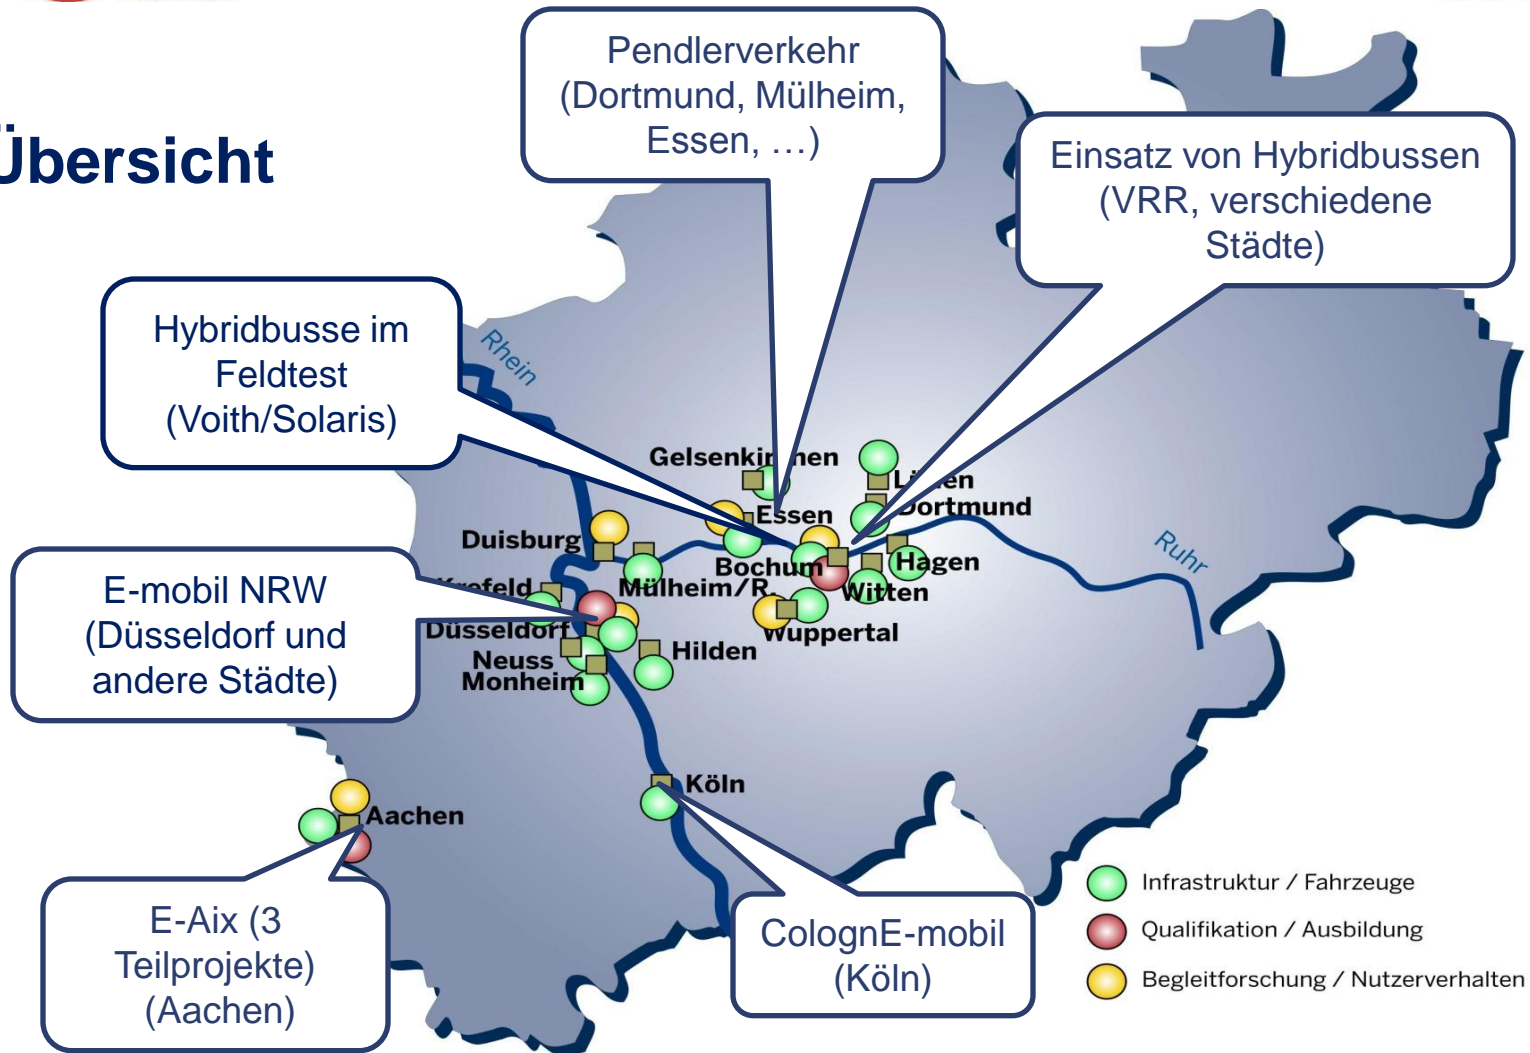 Übersicht
Pendlerverkehr
(Dortmund, Mülheim,
Essen, …)
Einsatz von Hybridbussen
(VRR, verschiedene
Städte)
Hybridbusse im
Feldtest
(Voith/Solaris)
E-mobil NRW
(Düsseldorf und
andere Städte)
E-Aix (3
Teilprojekte)
(Aachen)
ColognE-mobil
(Köln)
Rhein
Ruhr
Essen
Dortmund
Duisburg
Bochum
Hagen
Mülheim/R.
Witten
Wuppertal
Düsseldorf
Hilden
Neuss
Monheim
Köln
Aachen
Infrastruktur / Fahrzeuge
Qualifikation / Ausbildung
Begleitforschung / Nutzerverhalten